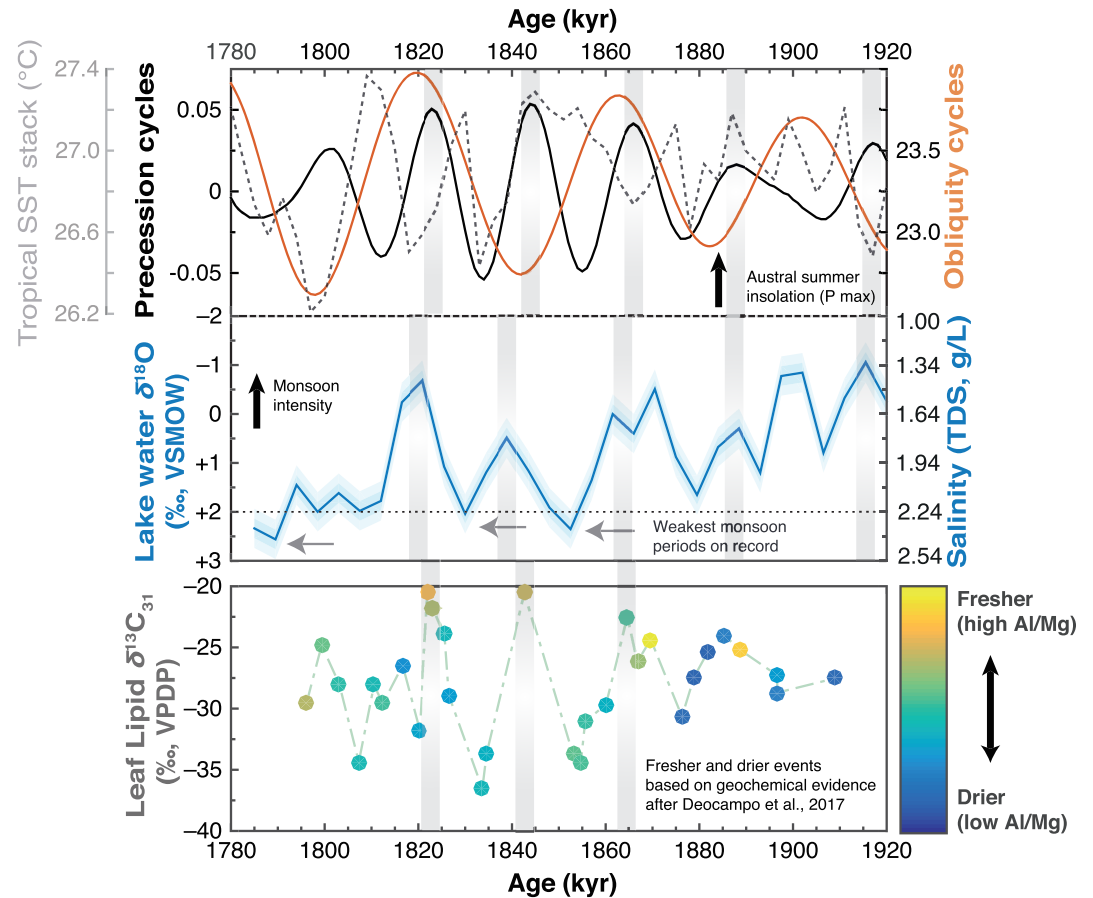 Age (kyr)
1780 1800 1820 1840 1860 1880 1900 1920
Tropical SST stack (°C)
27.4
27.0
26.6
26.2
Precession cycles
0.05
0
-0.05
Obliquity cycles
23.5
23.0
Austral summer
insolation (P max)
Lake water δ¹⁸O
(‰, VSMOW)
−2
−1
0
+1
+2
+3
Monsoon
intensity
Weakest monsoon
periods on record
Salinity (TDS, g/L)
1.00
1.34
1.64
1.94
2.24
2.54
Leaf Lipid δ¹³C₃₁
(‰, VPDP)
−20
−25
−30
−35
−40
Fresher and drier events
based on geochemical evidence
after Deocampo et al., 2017
Fresher
(high Al/Mg)
Drier
(low Al/Mg)
1780 1800 1820 1840 1860 1880 1900 1920
Age (kyr)